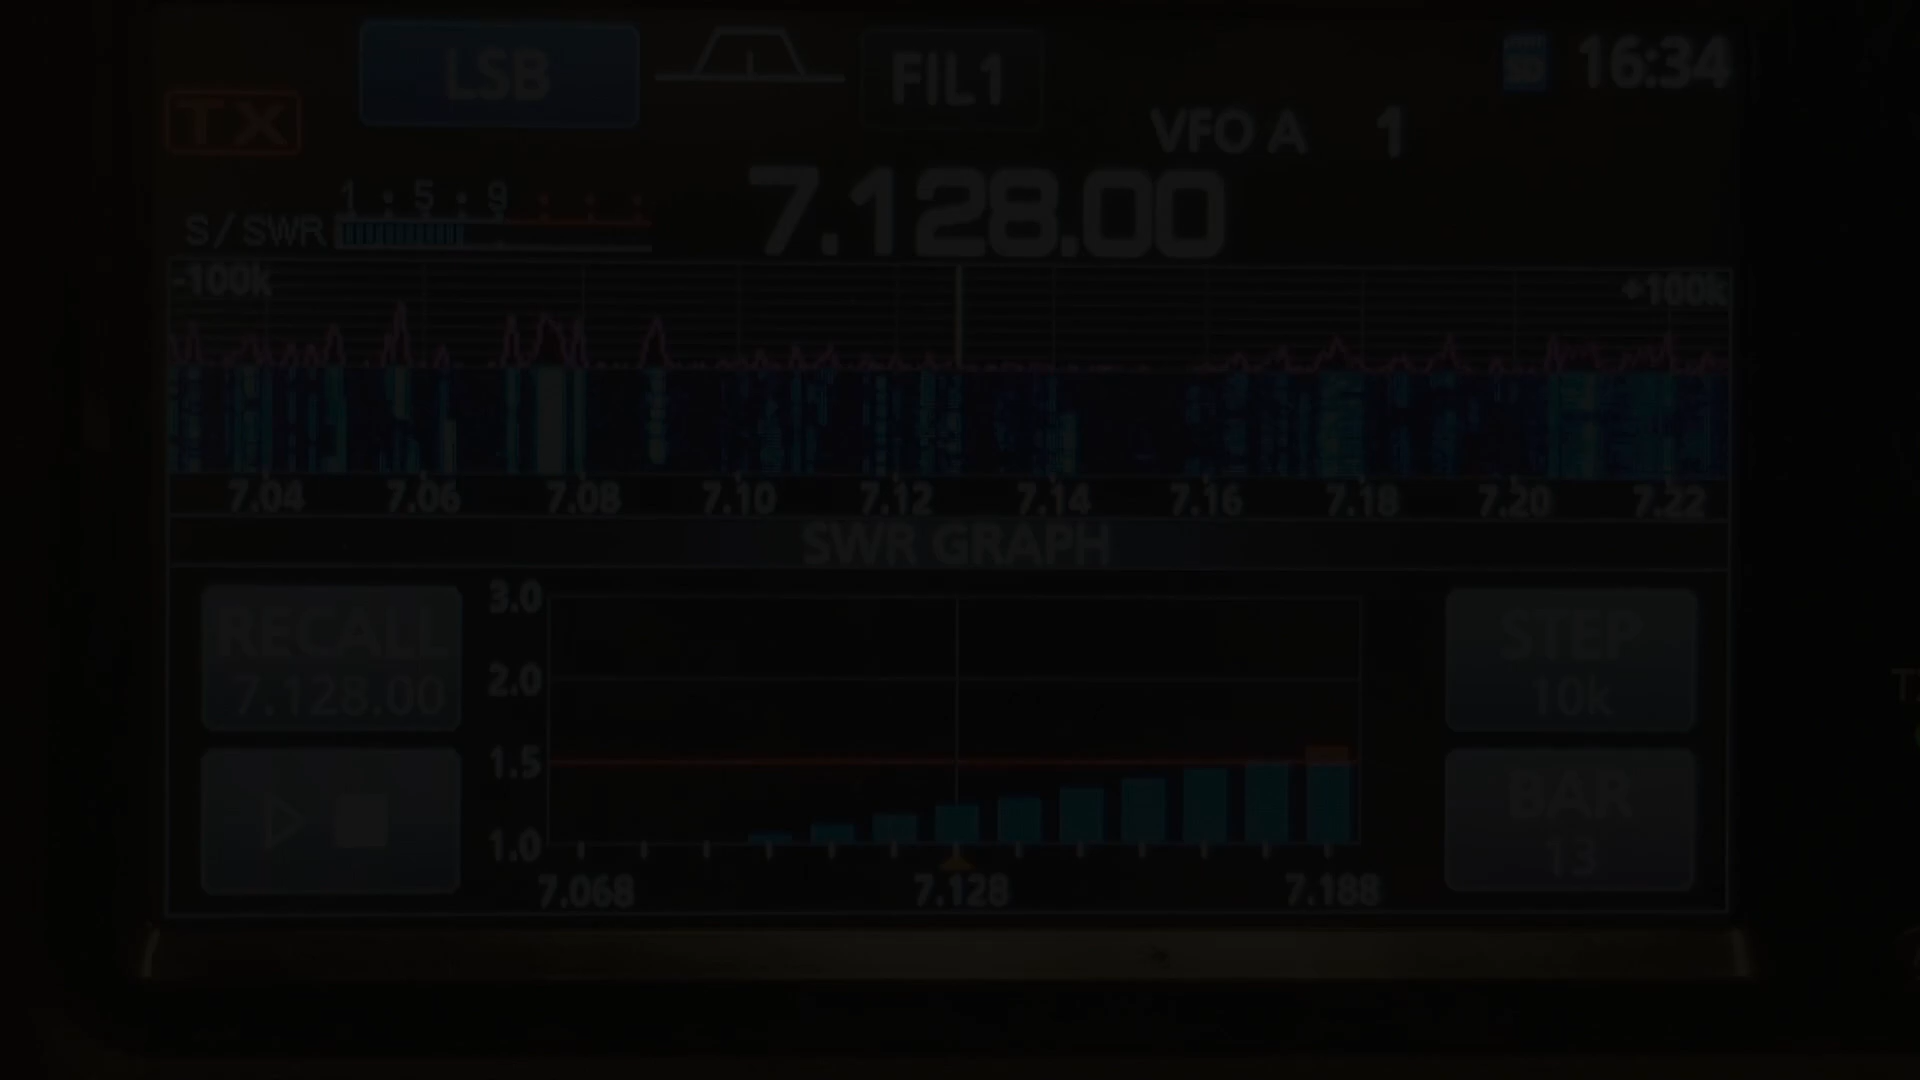 LSB
FIL1
SD
16:34
TX
VFO A 1
1 5 9
7.128.00
S/SWR
-100k
+100k
7.04 7.06 7.08 7.10 7.12 7.14 7.16 7.18 7.20 7.22
SWR GRAPH
RECALL
7.128.00
3.0
2.0
1.5
1.0
7.068 7.128 7.188
STEP
10k
BAR
13